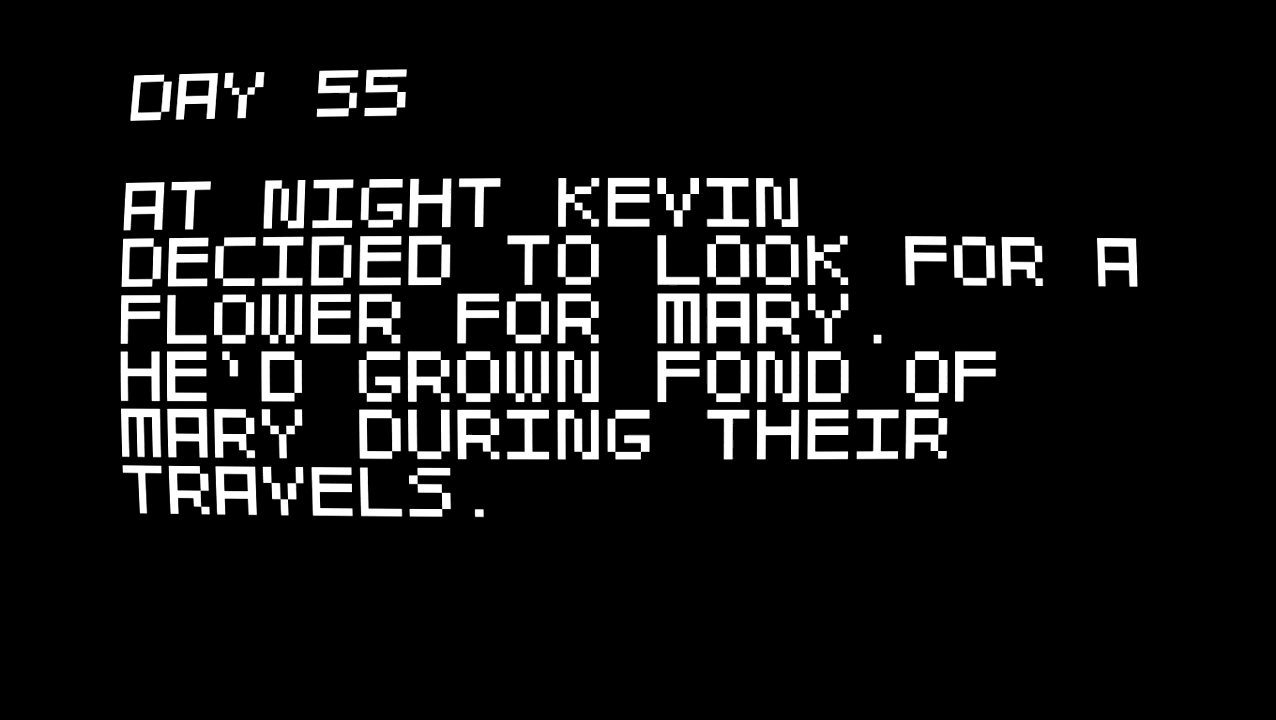 DAY 55
AT NIGHT KEVIN
DECIDED TO LOOK FOR A
FLOWER FOR MARY.
HE'D GROWN FOND OF
MARY DURING THEIR
TRAVELS.